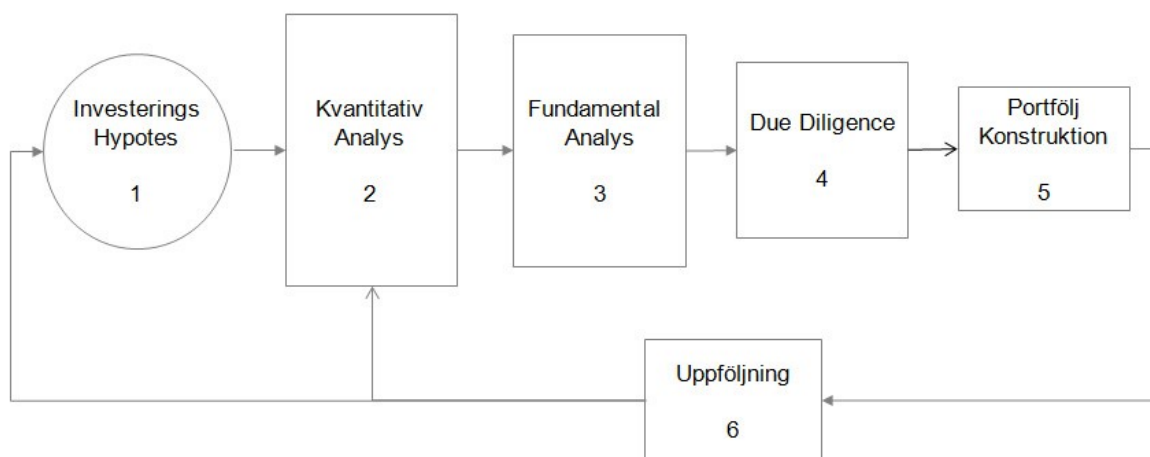 Investerings
Hypotes
1
Kvantitativ
Analys
2
Fundamental
Analys
3
Due Diligence
4
Portfölj
Konstruktion
5
Uppföljning
6